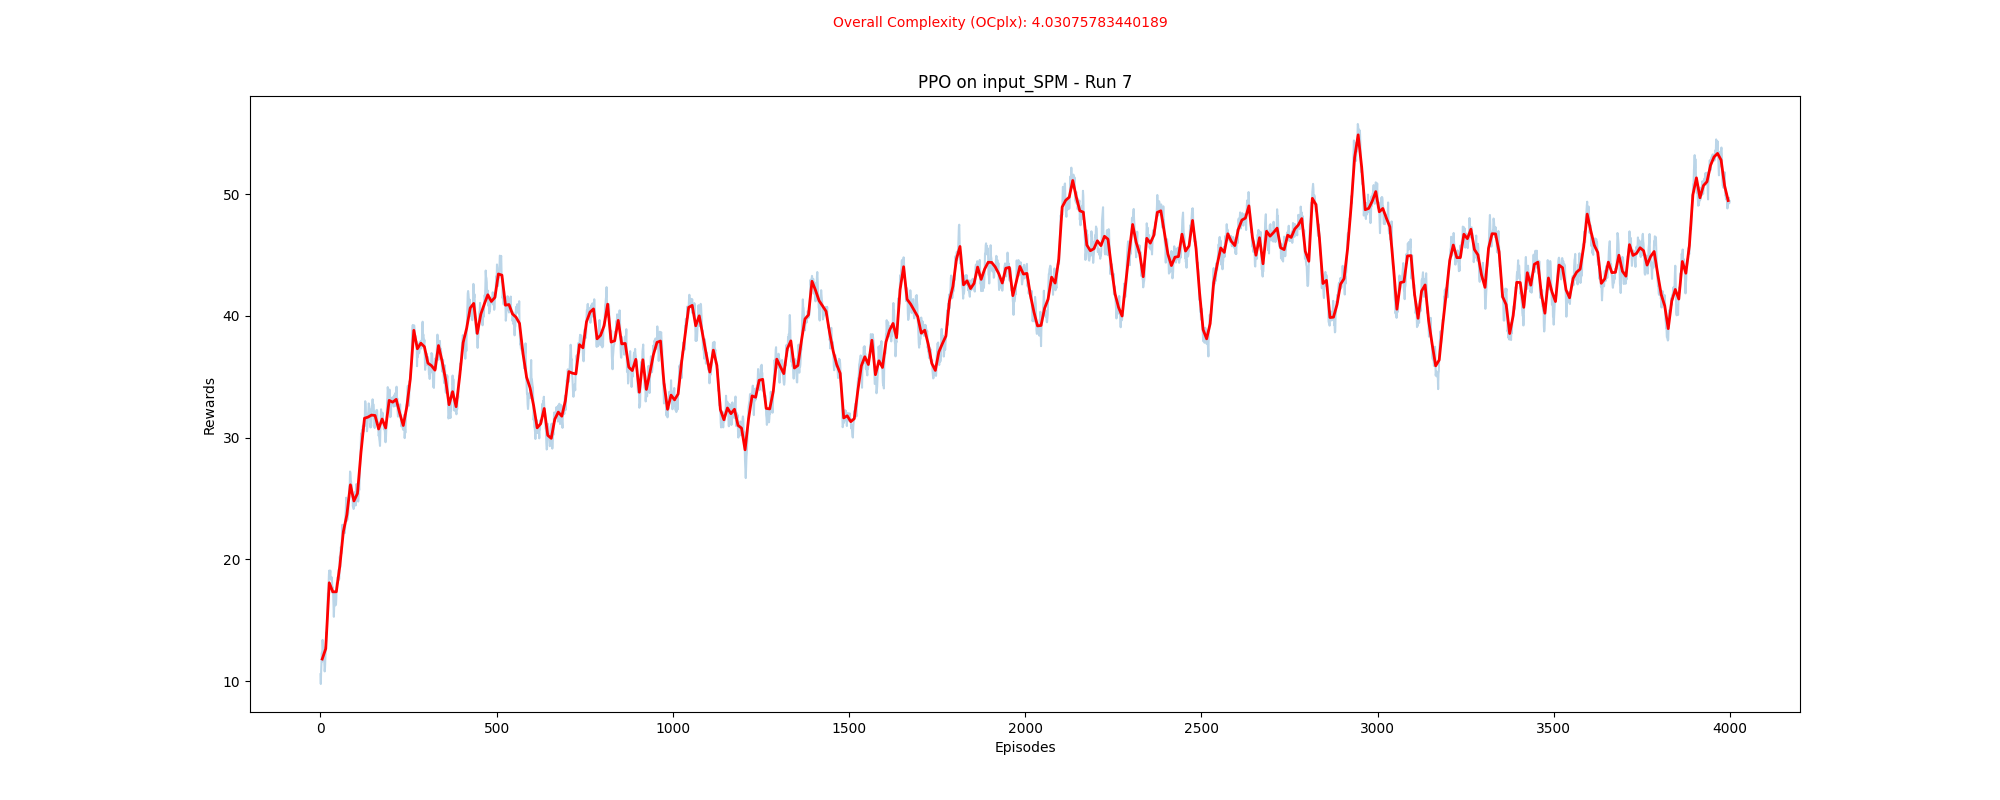 Overall Complexity (OCplx): 4.03075783440189
PPO on input_SPM - Run 7
50
40
30
20
10
Rewards
0 500 1000 1500 2000 2500 3000 3500 4000
Episodes